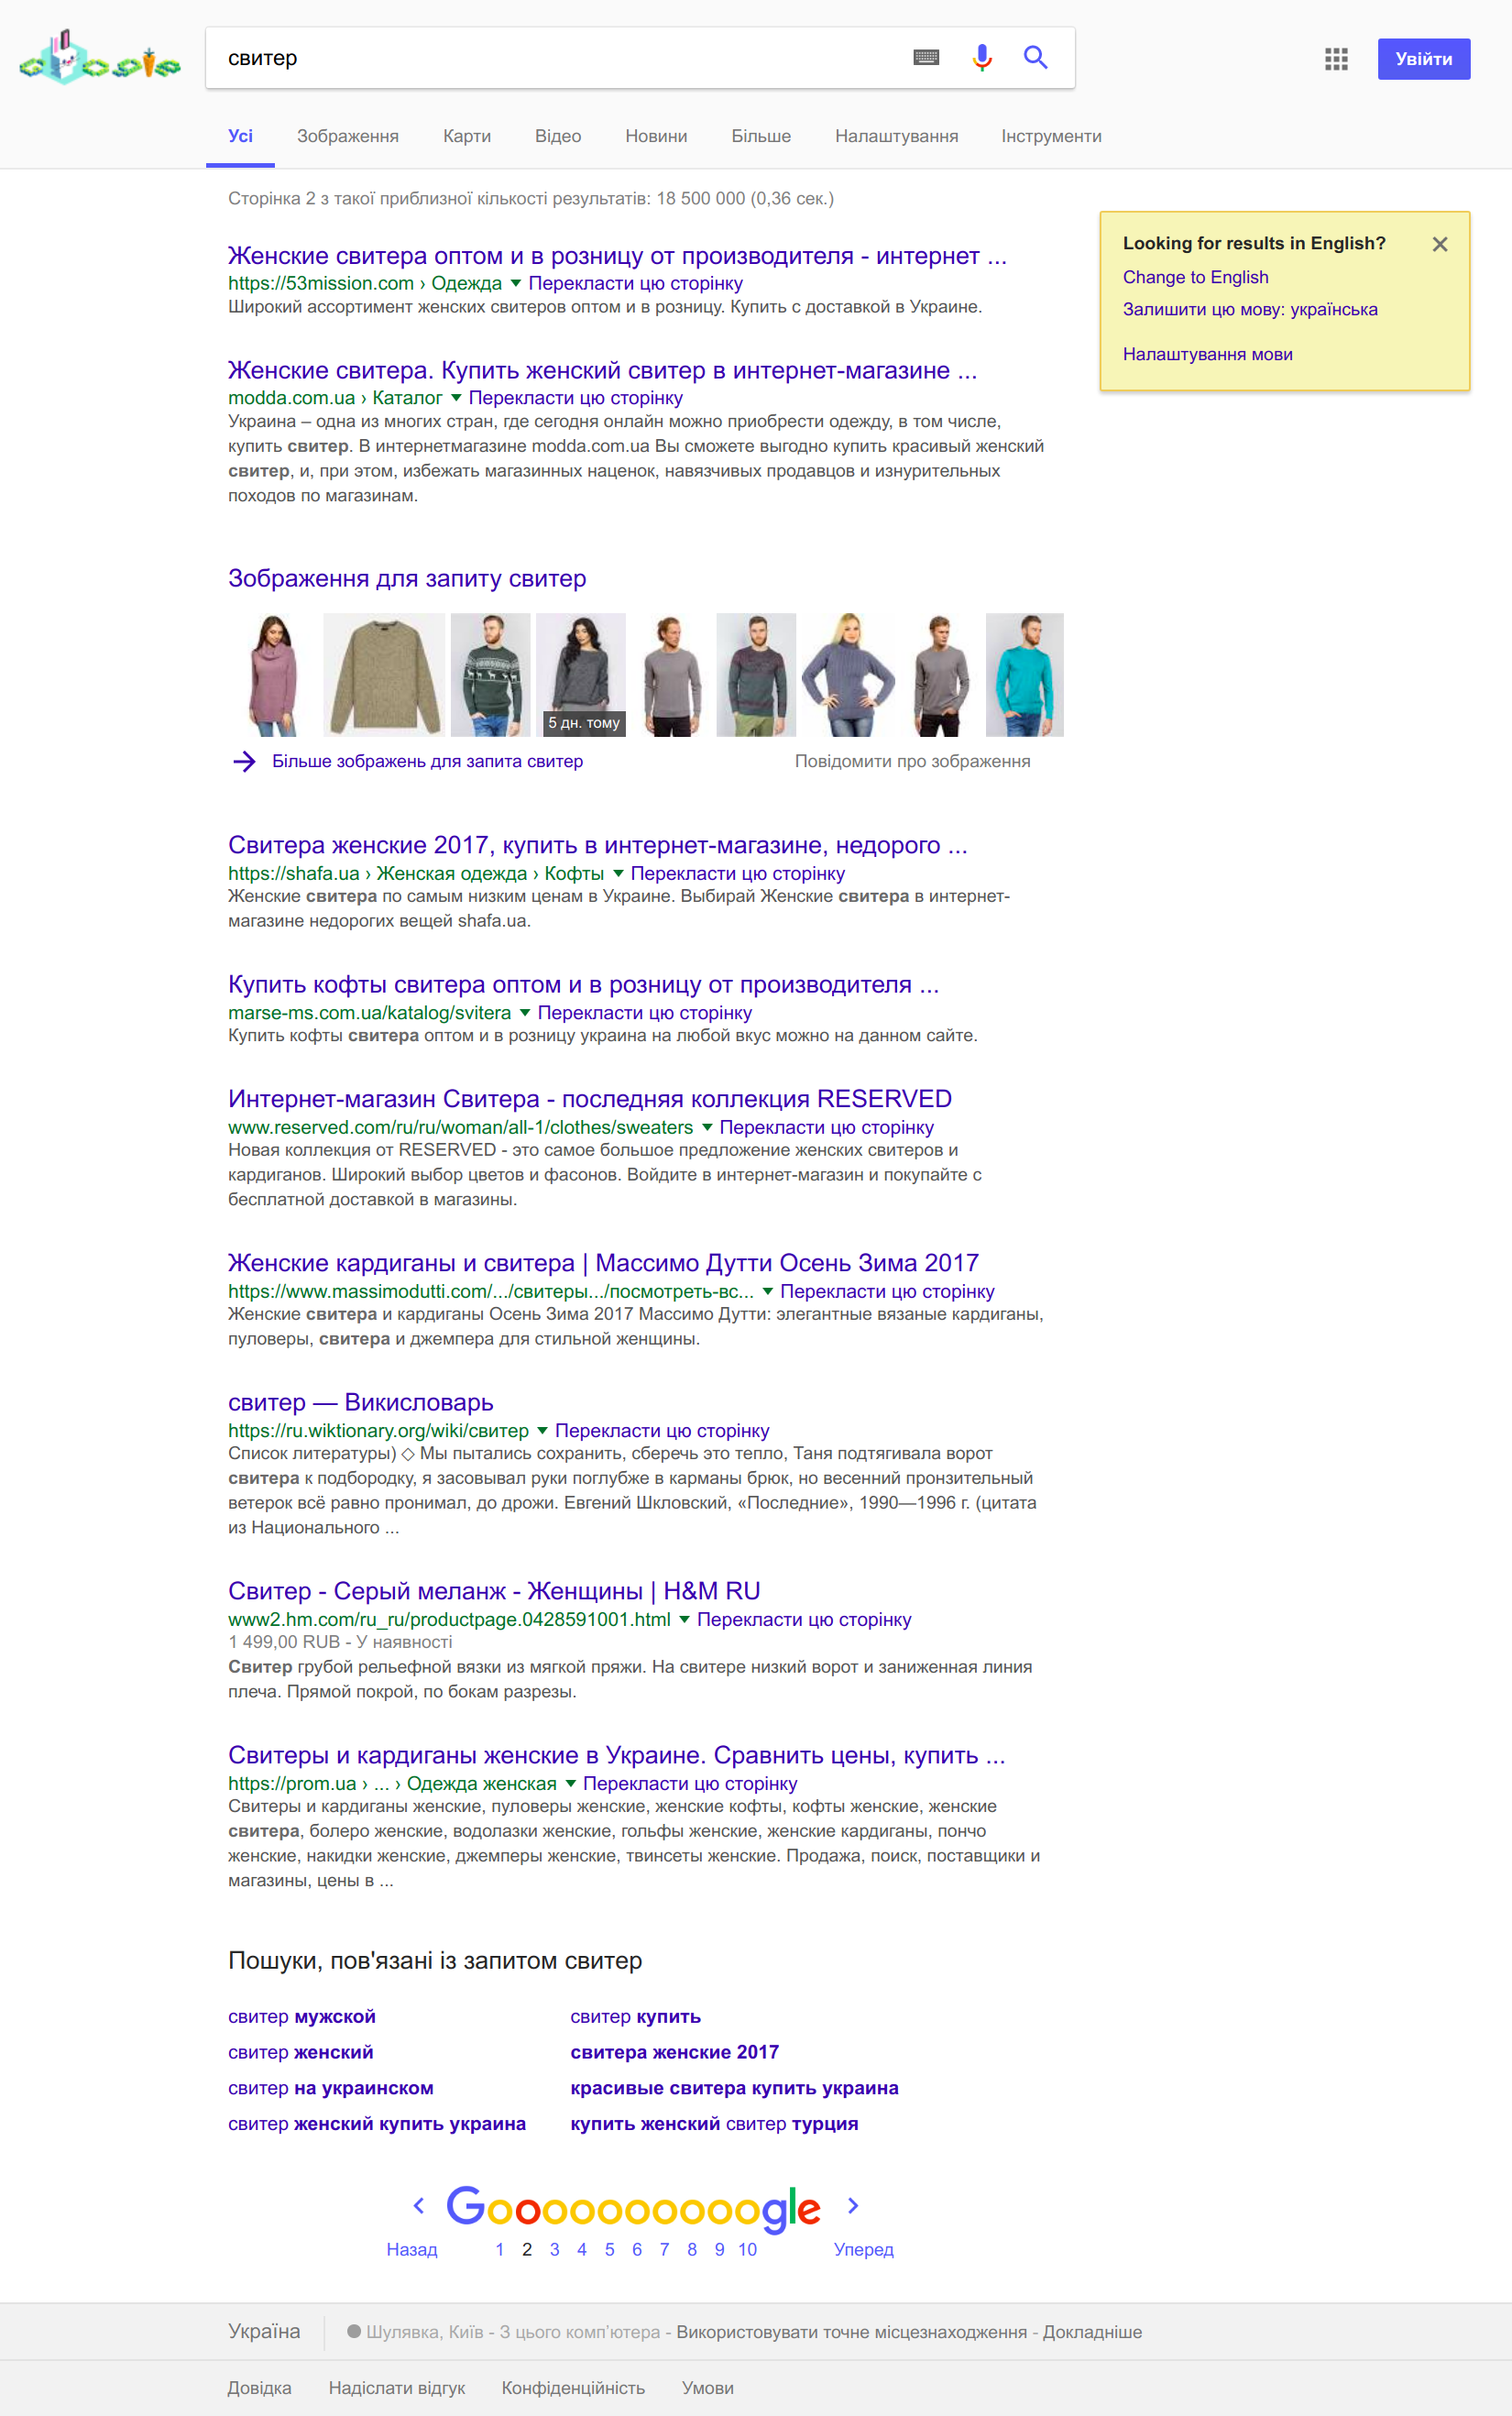 свитер
Увійти
Усі Зображення Карти Відео Новини Більше Налаштування Інструменти
Сторінка 2 з такої приблизної кількості результатів: 18 500 000 (0,36 сек.)
Looking for results in English?
Change to English
Залишити цю мову: українська
Налаштування мови
Женские свитера оптом и в розницу от производителя - интернет ...
https://53mission.com › Одежда ▼ Перекласти цю сторінку
Широкий ассортимент женских свитеров оптом и в розницу. Купить с доставкой в Украине.
Женские свитера. Купить женский свитер в интернет-магазине ...
modda.com.ua › Каталог ▼ Перекласти цю сторінку
Украина – одна из многих стран, где сегодня онлайн можно приобрести одежду, в том числе,
купить свитер. В интернетмагазине modda.com.ua Вы сможете выгодно купить красивый женский
свитер, и, при этом, избежать магазинных наценок, навязчивых продавцов и изнурительных
походов по магазинам.
Зображення для запиту свитер
5 дн. тому
Більше зображень для запита свитер
Повідомити про зображення
Свитера женские 2017, купить в интернет-магазине, недорого ...
https://shafa.ua › Женская одежда › Кофты ▼ Перекласти цю сторінку
Женские свитера по самым низким ценам в Украине. Выбирай Женские свитера в интернет-
магазине недорогих вещей shafa.ua.
Купить кофты свитера оптом и в розницу от производителя ...
marse-ms.com.ua/katalog/svitera ▼ Перекласти цю сторінку
Купить кофты свитера оптом и в розницу украина на любой вкус можно на данном сайте.
Интернет-магазин Свитера - последняя коллекция RESERVED
www.reserved.com/ru/ru/woman/all-1/clothes/sweaters ▼ Перекласти цю сторінку
Новая коллекция от RESERVED - это самое большое предложение женских свитеров и
кардиганов. Широкий выбор цветов и фасонов. Войдите в интернет-магазин и покупайте с
бесплатной доставкой в магазины.
Женские кардиганы и свитера | Массимо Дутти Осень Зима 2017
https://www.massimodutti.com/.../свитеры.../посмотреть-вс... ▼ Перекласти цю сторінку
Женские свитера и кардиганы Осень Зима 2017 Массимо Дутти: элегантные вязаные кардиганы,
пуловеры, свитера и джемпера для стильной женщины.
свитер — Викисловарь
https://ru.wiktionary.org/wiki/свитер ▼ Перекласти цю сторінку
Список литературы) ◇ Мы пытались сохранить, сберечь это тепло, Таня подтягивала ворот
свитера к подбородку, я засовывал руки поглубже в карманы брюк, но весенний пронзительный
ветерок всё равно пронимал, до дрожи. Евгений Шкловский, «Последние», 1990—1996 г. (цитата
из Национального ...
Свитер - Серый меланж - Женщины | H&M RU
www2.hm.com/ru_ru/productpage.0428591001.html ▼ Перекласти цю сторінку
1 499,00 RUB - У наявності
Свитер грубой рельефной вязки из мягкой пряжи. На свитере низкий ворот и заниженная линия
плеча. Прямой покрой, по бокам разрезы.
Свитеры и кардиганы женские в Украине. Сравнить цены, купить ...
https://prom.ua › ... › Одежда женская ▼ Перекласти цю сторінку
Свитеры и кардиганы женские, пуловеры женские, женские кофты, кофты женские, женские
свитера, болеро женские, водолазки женские, гольфы женские, женские кардиганы, пончо
женские, накидки женские, джемперы женские, твинсеты женские. Продажа, поиск, поставщики и
магазины, цены в ...
Пошуки, пов'язані із запитом свитер
свитер мужской
свитер женский
свитер на украинском
свитер женский купить украина
свитер купить
свитера женские 2017
красивые свитера купить украина
купить женский свитер турция
Goooooooooogle
Назад 1 2 3 4 5 6 7 8 9 10 Уперед
Україна Шулявка, Київ - З цього комп'ютера - Використовувати точне місцезнаходження - Докладніше
Довідка Надіслати відгук Конфіденційність Умови